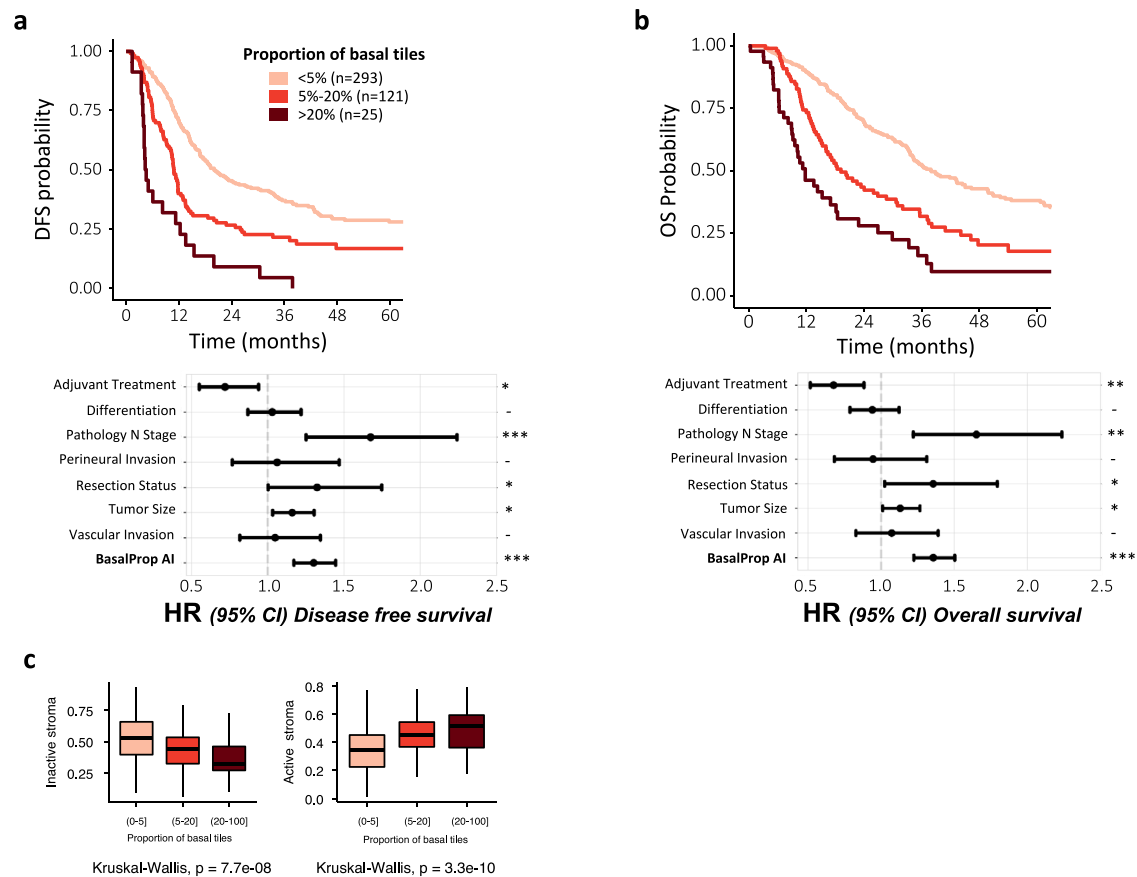 a
Proportion of basal tiles
<5% (n=293)
5%-20% (n=121)
>20% (n=25)
1.00
0.75
0.50
0.25
0.00
DFS probability
0
12
24
36
48
60
Time (months)
Adjuvant Treatment *
Differentiation -
Pathology N Stage ***
Perineural Invasion -
Resection Status *
Tumor Size *
Vascular Invasion -
BasalProp AI ***
0.5 1.0 1.5 2.0 2.5
HR (95% CI) Disease free survival
b
1.00
0.75
0.50
0.25
0.00
OS Probability
0
12
24
36
48
60
Time (months)
Adjuvant Treatment **
Differentiation -
Pathology N Stage **
Perineural Invasion -
Resection Status *
Tumor Size *
Vascular Invasion -
BasalProp AI ***
0.5 1.0 1.5 2.0 2.5
HR (95% CI) Overall survival
c
Inactive stroma
0.75
0.50
0.25
(0-5] (5-20] (20-100]
Proportion of basal tiles
Kruskal-Wallis, p = 7.7e-08
Active stroma
0.8
0.6
0.4
0.2
0.0
(0-5] (5-20] (20-100]
Proportion of basal tiles
Kruskal-Wallis, p = 3.3e-10